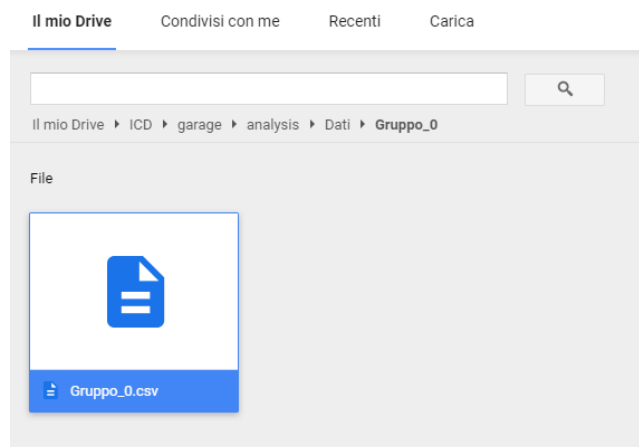 Il mio Drive Condivisi con me Recenti Carica
Il mio Drive ▸ ICD ▸ garage ▸ analysis ▸ Dati ▸ Gruppo_0
File
Gruppo_0.csv